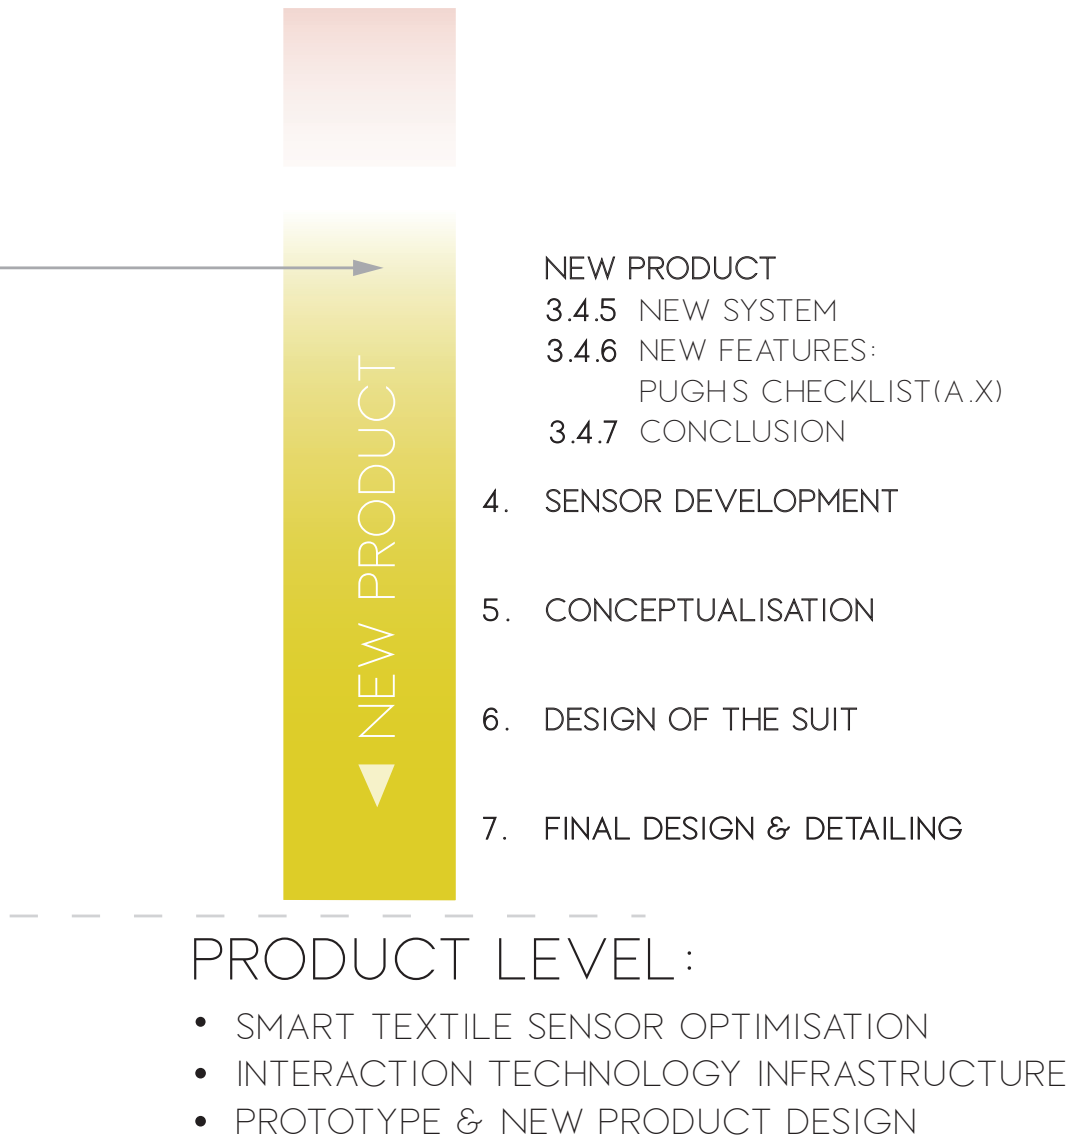 NEW PRODUCT
NEW PRODUCT
3.4.5 NEW SYSTEM
3.4.6 NEW FEATURES:
PUGHS CHECKLIST(A.X)
3.4.7 CONCLUSION
4. SENSOR DEVELOPMENT
5. CONCEPTUALISATION
6. DESIGN OF THE SUIT
7. FINAL DESIGN & DETAILING
PRODUCT LEVEL:
• SMART TEXTILE SENSOR OPTIMISATION
• INTERACTION TECHNOLOGY INFRASTRUCTURE
• PROTOTYPE & NEW PRODUCT DESIGN